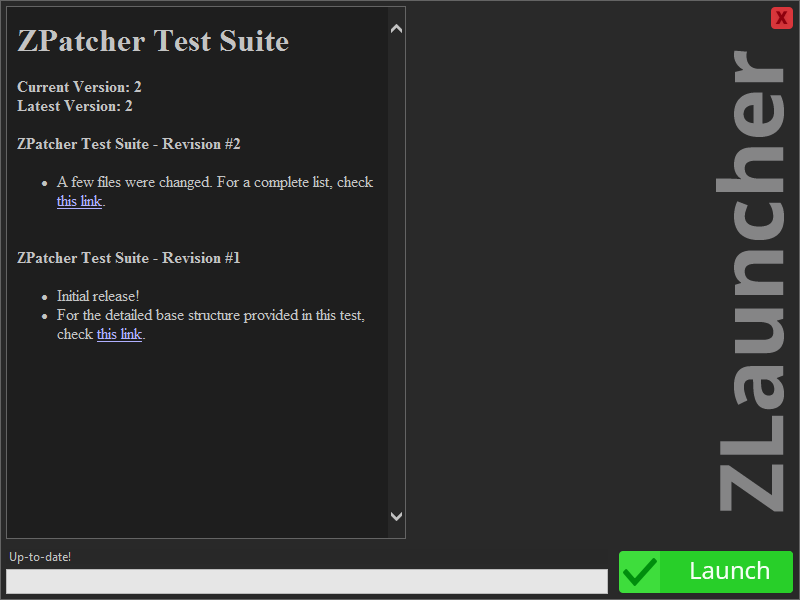 ZPatcher Test Suite
Current Version: 2
Latest Version: 2
ZPatcher Test Suite - Revision #2
• A few files were changed. For a complete list, check
this link.
ZPatcher Test Suite - Revision #1
• Initial release!
• For the detailed base structure provided in this test,
check this link.
X
ZLauncher
Up-to-date!
Launch